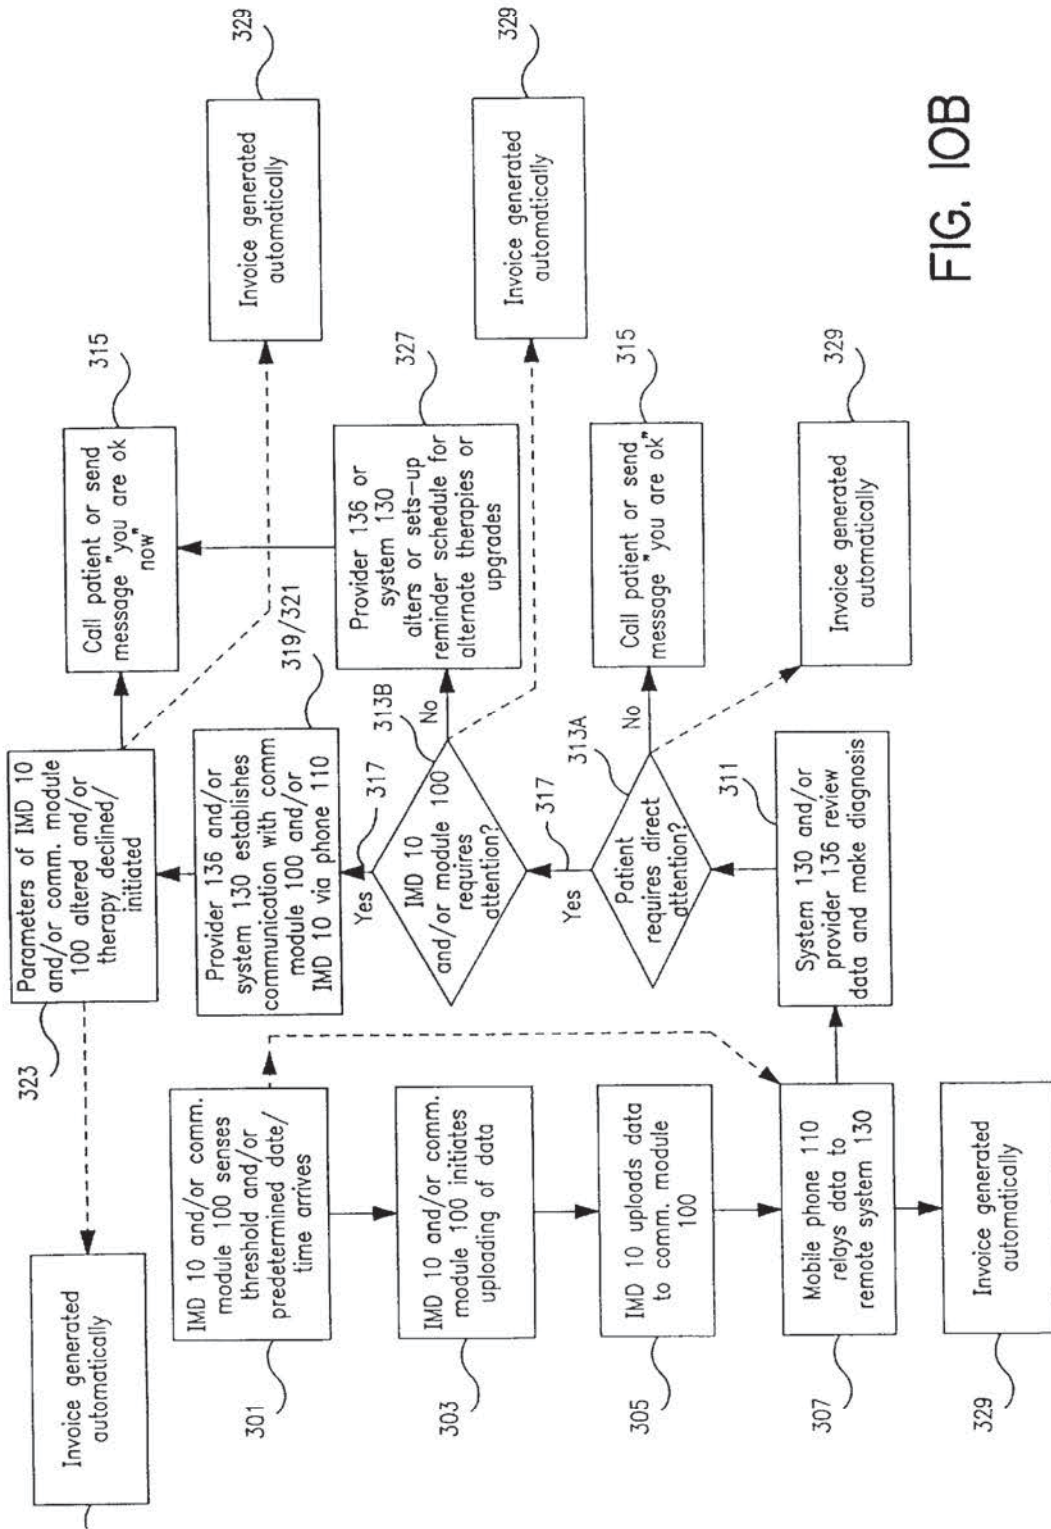 Invoice generated
automatically
323
Parameters of IMD 10
and/or comm. module
100 altered and/or
therapy declined/
initiated
Call patient or send
message "you are ok
now"
315
Invoice generated
automatically
329
301
IMD 10 and/or comm.
module 100 senses
threshold and/or
predetermined date/
time arrives
Provider 136 and/or
system 130 establishes
communication with comm
module 100 and/or
IMD 10 via phone 110
319/321
303
IMD 10 and/or comm.
module 100 initiates
uploading of data
Yes
317
IMD 10
and/or module 100
requires
attention?
313B
No
Provider 136 or
system 130
alters or sets-up
reminder schedule for
alternate therapies or
upgrades
327
Invoice generated
automatically
329
305
IMD 10 uploads data
to comm. module
100
Yes
317
Patient
requires direct
attention?
313A
No
Call patient or send
message "you are ok"
315
307
Mobile phone 110
relays data to
remote system 130
System 130 and/or
provider 136 review
data and make diagnosis
311
Invoice generated
automatically
329
329
Invoice generated
automatically
FIG. 10B